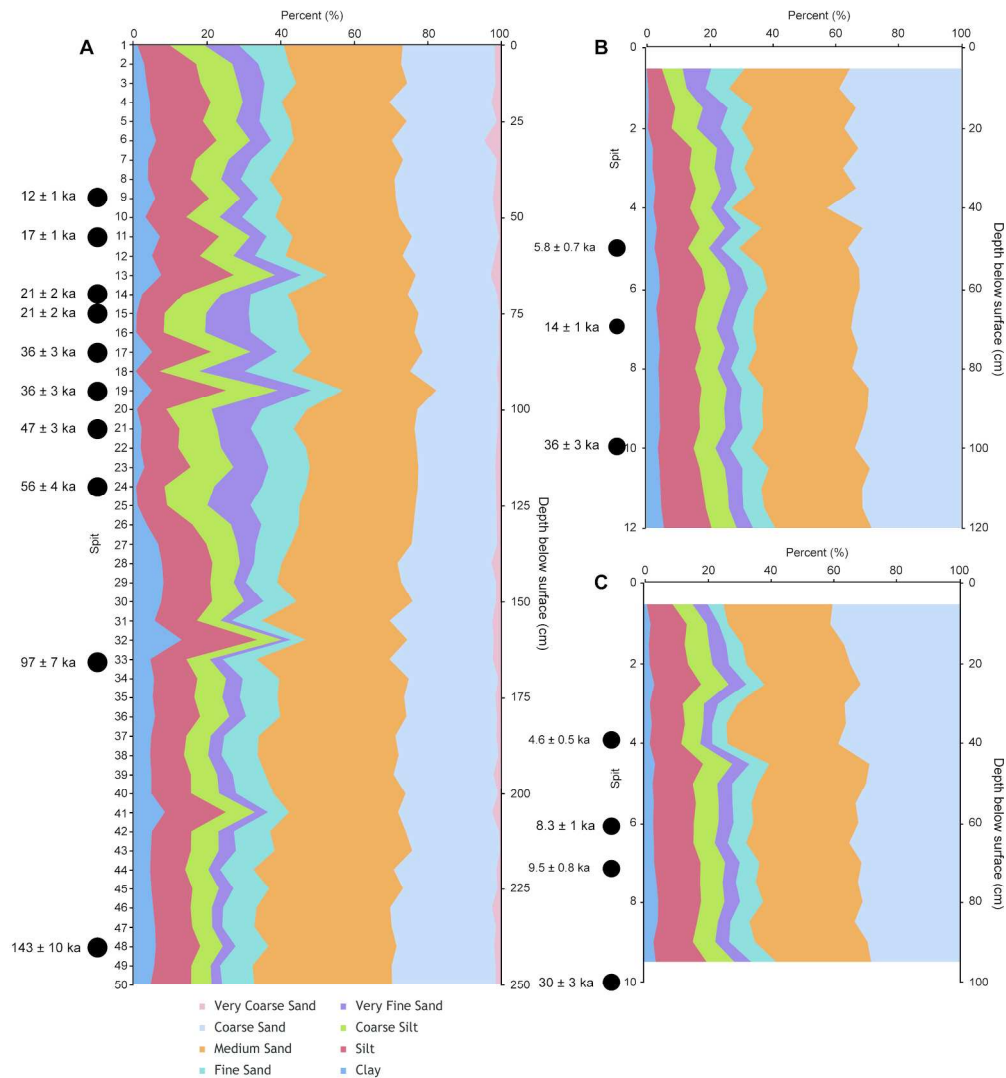 Percent (%)
A
0 20 40 60 80 100
1
2
3
4
5
6
7
8
9
10
11
12
13
14
15
16
17
18
19
20
21
22
23
24
25
26
27
28
29
30
31
32
33
34
35
36
37
38
39
40
41
42
43
44
45
46
47
48
49
50
Spit
12 ± 1 ka
17 ± 1 ka
21 ± 2 ka
21 ± 2 ka
36 ± 3 ka
36 ± 3 ka
47 ± 3 ka
56 ± 4 ka
97 ± 7 ka
143 ± 10 ka
0
25
50
75
100
125
150
175
200
225
250
Depth below surface (cm)
Percent (%)
B
0 20 40 60 80 100
0
2
4
6
8
10
12
Spit
5.8 ± 0.7 ka
14 ± 1 ka
36 ± 3 ka
0
20
40
60
80
100
120
Depth below surface (cm)
Percent (%)
C
0 20 40 60 80 100
0
2
4
6
8
10
Spit
4.6 ± 0.5 ka
8.3 ± 1 ka
9.5 ± 0.8 ka
30 ± 3 ka
0
20
40
60
80
100
Depth below surface (cm)
Very Coarse Sand
Coarse Sand
Medium Sand
Fine Sand
Very Fine Sand
Coarse Silt
Silt
Clay